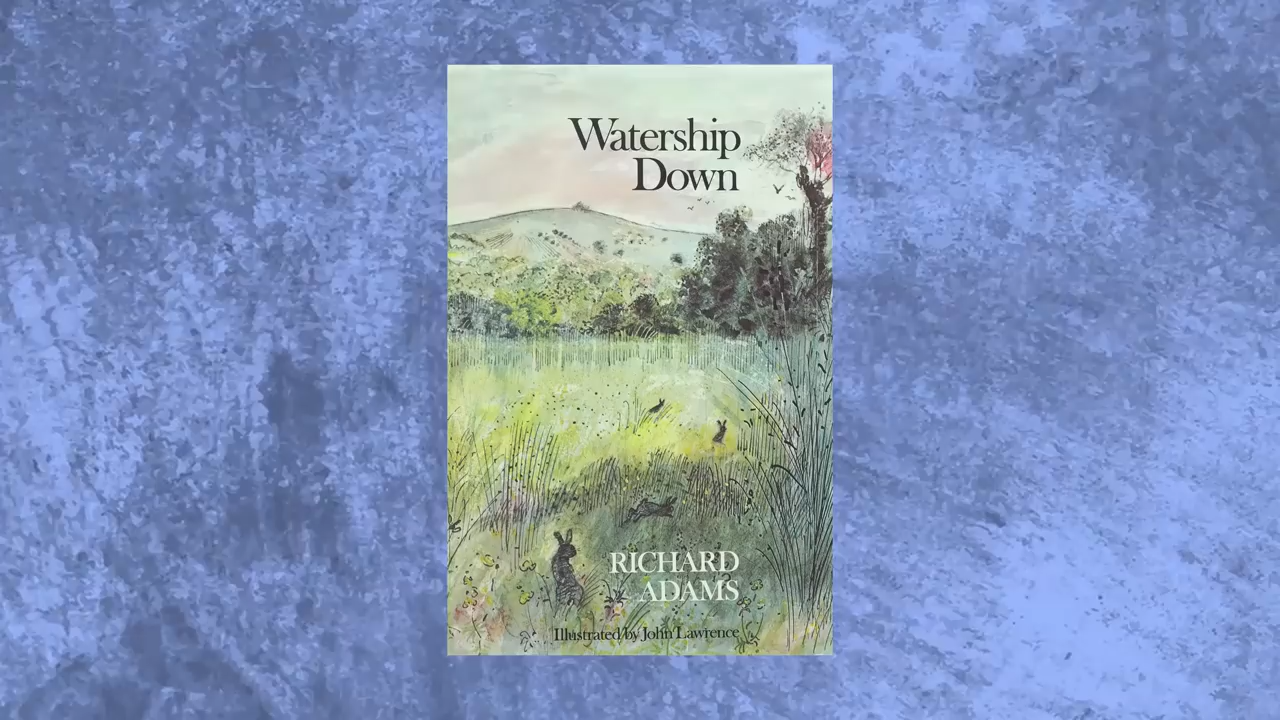 Watership
Down
RICHARD
ADAMS
Illustrated by John Lawrence